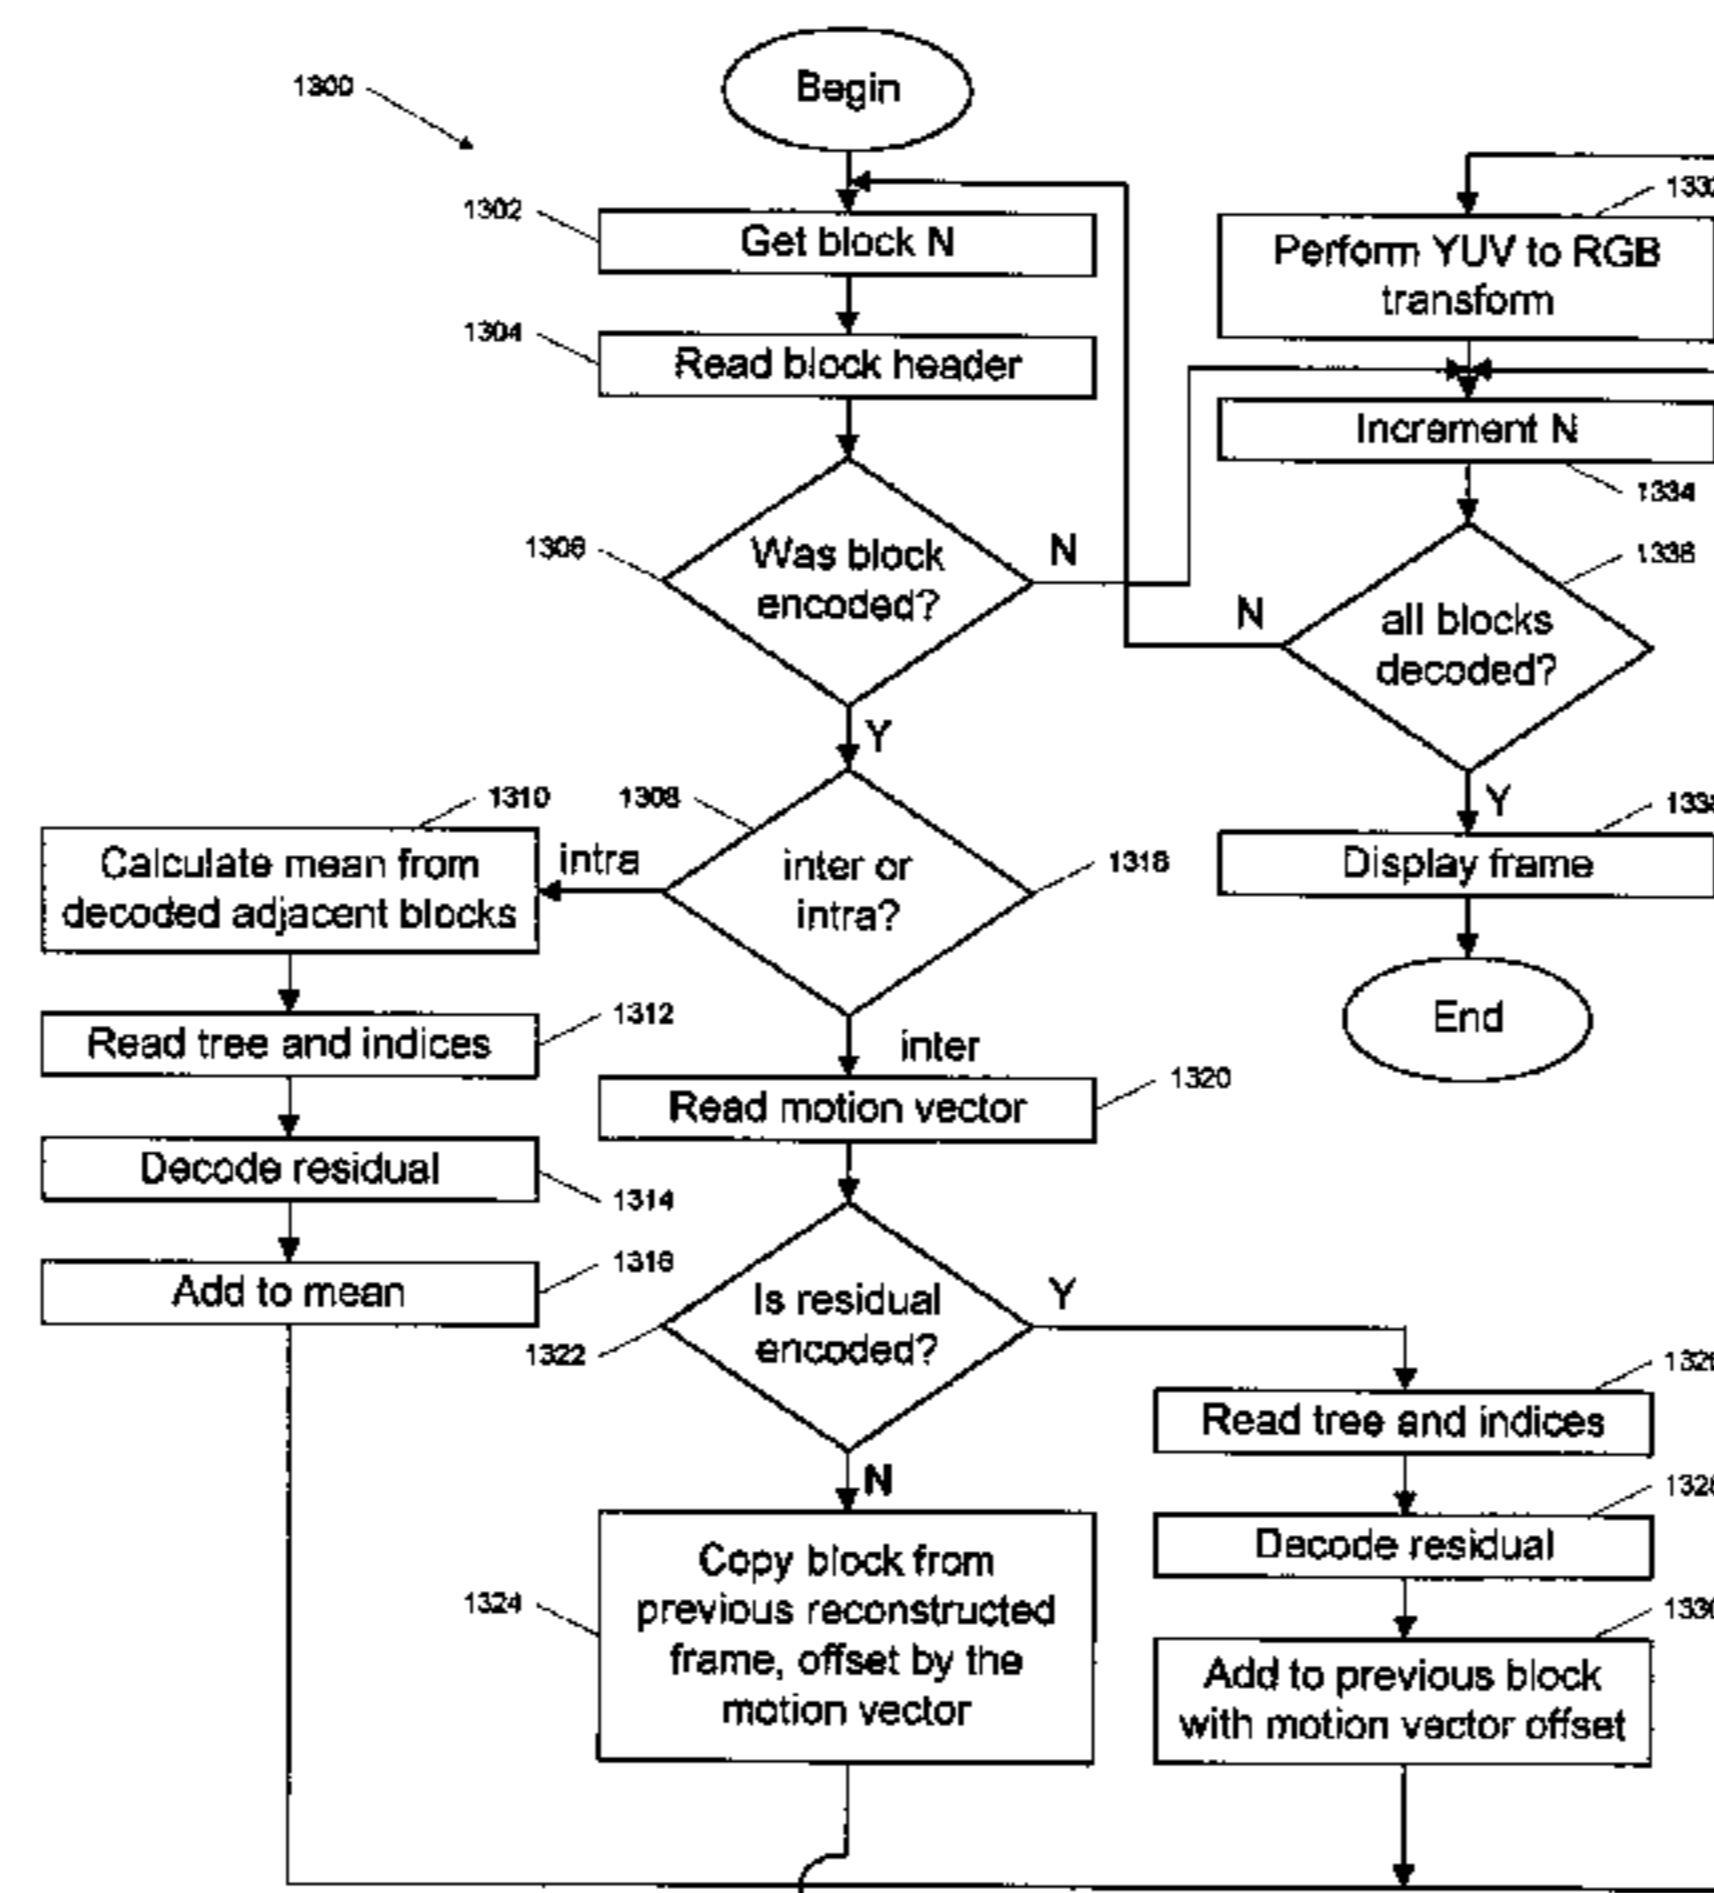 1300
Begin
1302
Get block N
1304
Read block header
1306
Was block
encoded?
N
Y
1308
inter or
intra?
1318
intra
1310
Calculate mean from
decoded adjacent blocks
1312
Read tree and indices
Decode residual
1314
1316
Add to mean
inter
Read motion vector
1320
Is residual
encoded?
1322
Y
N
Copy block from
previous reconstructed
frame, offset by the
motion vector
1324
Read tree and indices
Decode residual
Add to previous block
with motion vector offset
Perform YUV to RGB
transform
Increment N
1334
1336
all blocks
decoded?
N
Y
Display frame
End